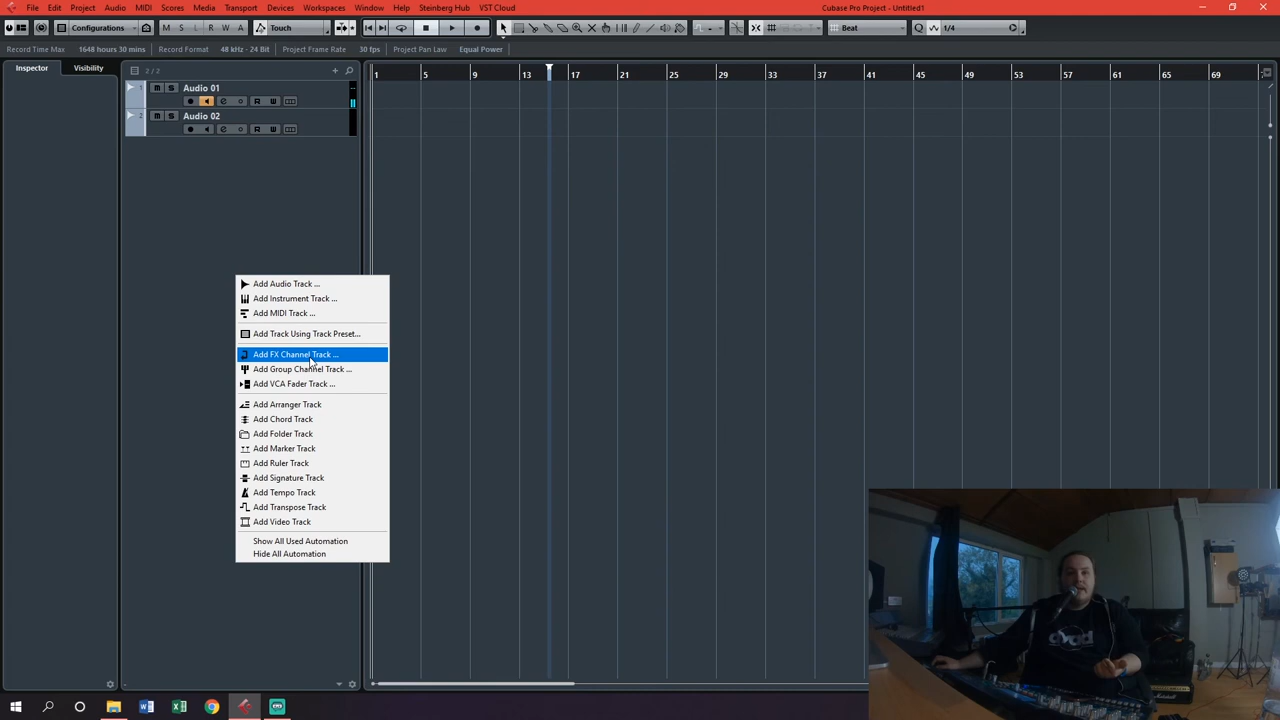 File Edit Project Audio MIDI Scores Media Transport Devices Workspaces Window Help Steinberg Hub VST Cloud Cubase Pro Project - Untitled1
Configurations Touch M S L R W A Beat 1/4
Record Time Max 1648 hours 30 mins Record Format 48 kHz - 24 Bit Project Frame Rate 30 fps Project Pan Law Equal Power
Inspector Visibility 2 / 2 1 5 9 13 17 21 25 29 33 37 41 45 49 53 57 61 65 69
1 M S Audio 01
R W
2 M S Audio 02
R W
Add Audio Track ...
Add Instrument Track ...
Add MIDI Track ...
Add Track Using Track Preset...
Add FX Channel Track ...
Add Group Channel Track ...
Add VCA Fader Track ...
Add Arranger Track
Add Chord Track
Add Folder Track
Add Marker Track
Add Ruler Track
Add Signature Track
Add Tempo Track
Add Transpose Track
Add Video Track
Show All Used Automation
Hide All Automation